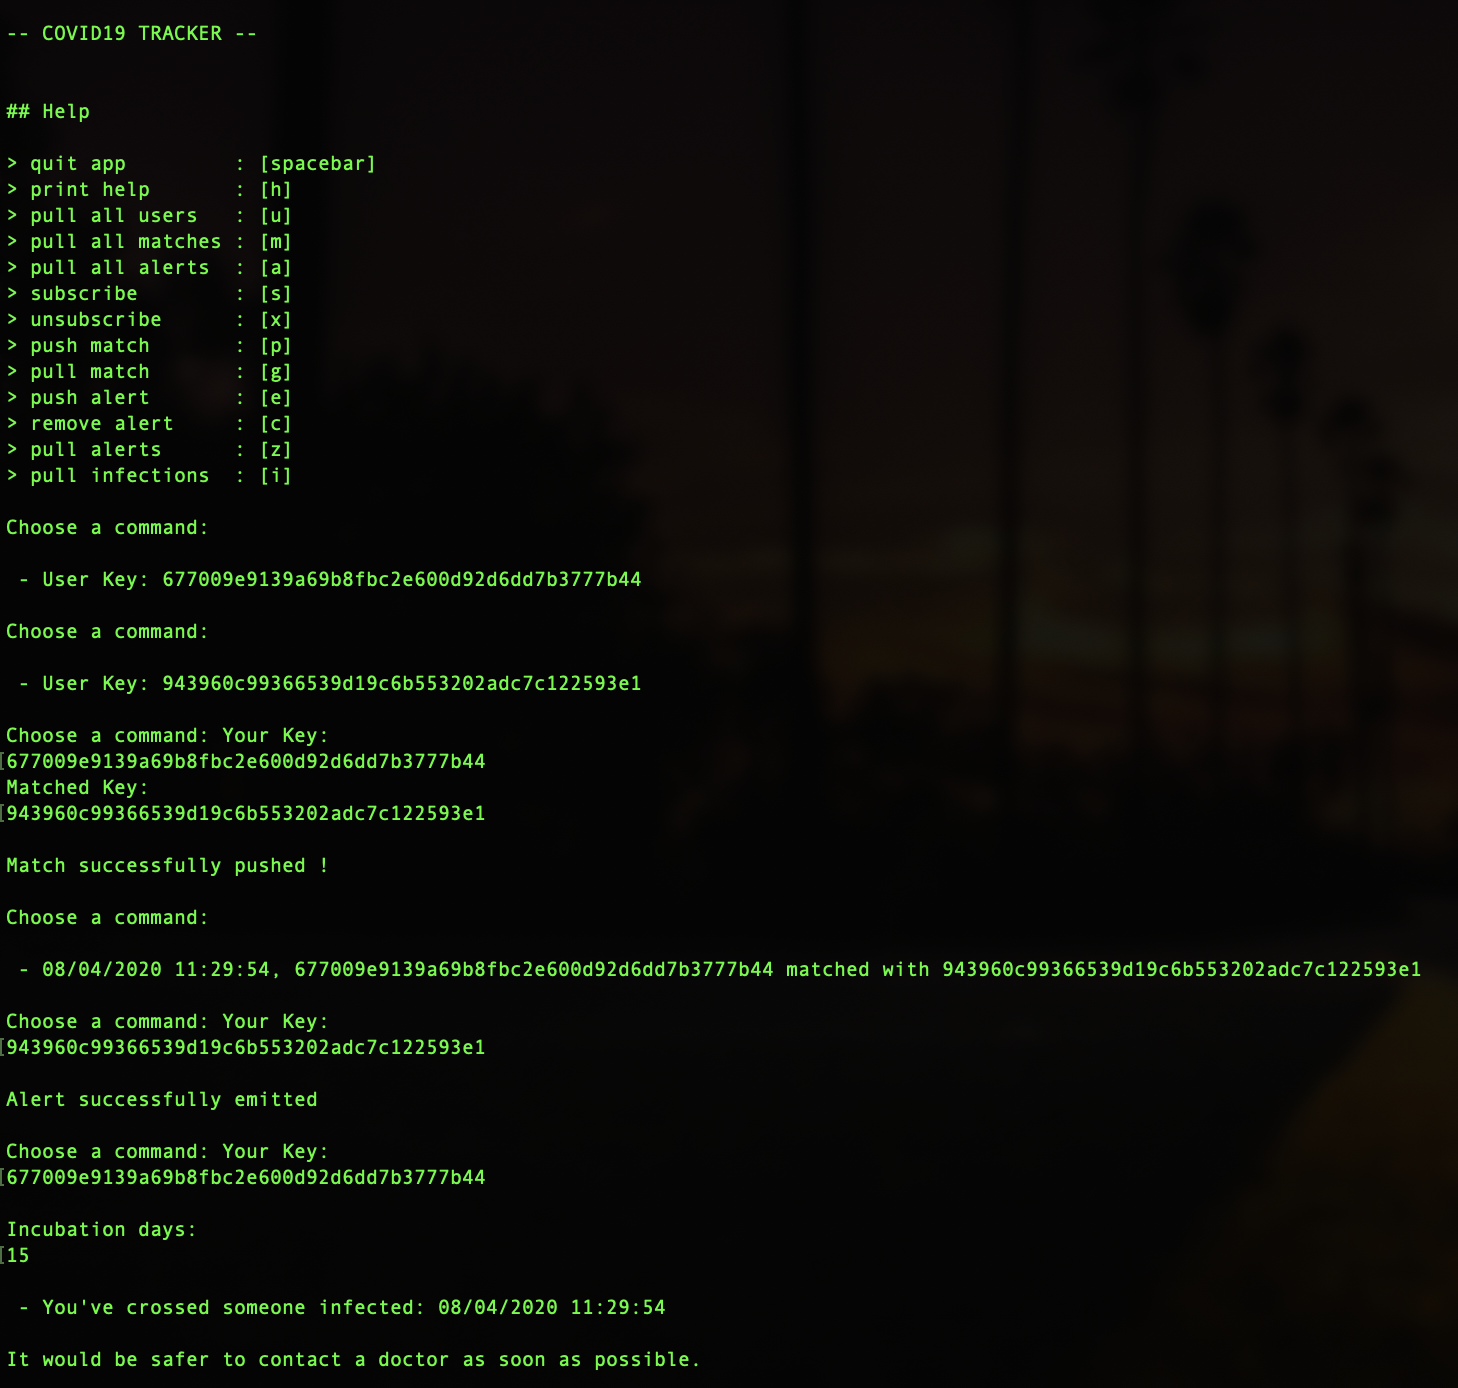 -- COVID19 TRACKER --
## Help
> quit app         : [spacebar]
> print help       : [h]
> pull all users   : [u]
> pull all matches : [m]
> pull all alerts  : [a]
> subscribe        : [s]
> unsubscribe      : [x]
> push match       : [p]
> pull match       : [g]
> push alert       : [e]
> remove alert     : [c]
> pull alerts      : [z]
> pull infections  : [i]
Choose a command:
 - User Key: 677009e9139a69b8fbc2e600d92d6dd7b3777b44
Choose a command:
 - User Key: 943960c99366539d19c6b553202adc7c122593e1
Choose a command: Your Key:
[677009e9139a69b8fbc2e600d92d6dd7b3777b44
Matched Key:
[943960c99366539d19c6b553202adc7c122593e1
Match successfully pushed !
Choose a command:
 - 08/04/2020 11:29:54, 677009e9139a69b8fbc2e600d92d6dd7b3777b44 matched with 943960c99366539d19c6b553202adc7c122593e1
Choose a command: Your Key:
[943960c99366539d19c6b553202adc7c122593e1
Alert successfully emitted
Choose a command: Your Key:
[677009e9139a69b8fbc2e600d92d6dd7b3777b44
Incubation days:
[15
 - You've crossed someone infected: 08/04/2020 11:29:54
It would be safer to contact a doctor as soon as possible.